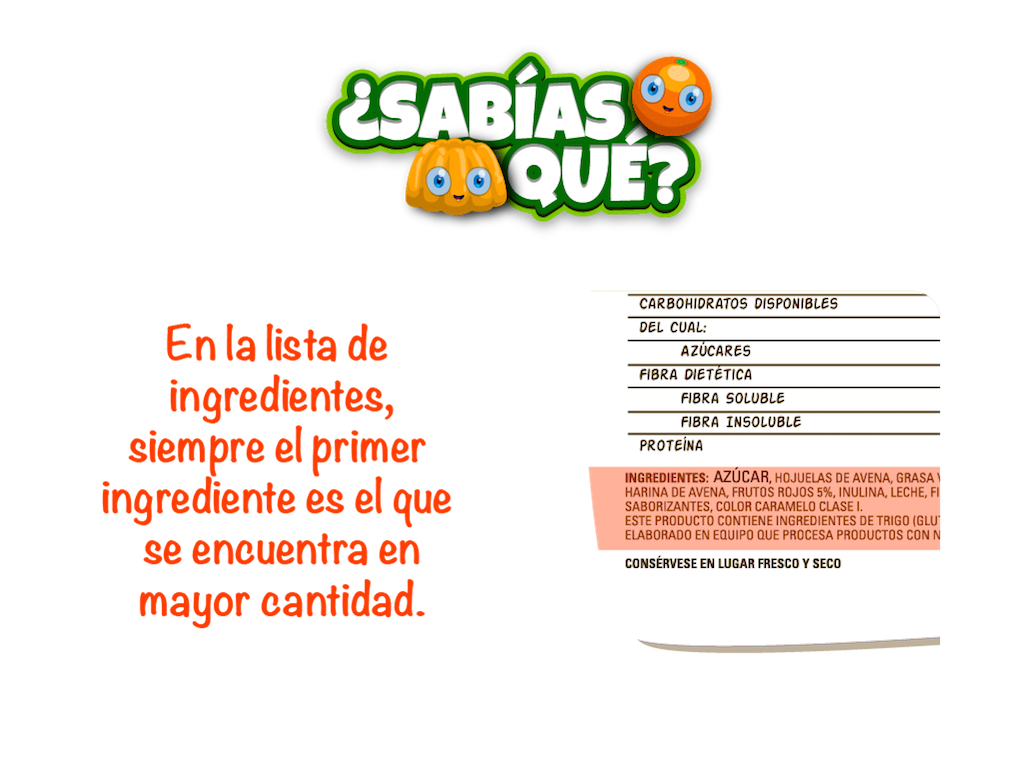 ¿SABÍAS
QUÉ?
En la lista de
ingredientes,
siempre el primer
ingrediente es el que
se encuentra en
mayor cantidad.
CARBOHIDRATOS DISPONIBLES
DEL CUAL:
AZÚCARES
FIBRA DIETÉTICA
FIBRA SOLUBLE
FIBRA INSOLUBLE
PROTEÍNA
INGREDIENTES: AZÚCAR, HOJUELAS DE AVENA, GRASA
HARINA DE AVENA, FRUTOS ROJOS 5%, INULINA, LECHE,
SABORIZANTES, COLOR CARAMELO CLASE I.
ESTE PRODUCTO CONTIENE INGREDIENTES DE TRIGO
ELABORADO EN EQUIPO QUE PROCESA PRODUCTOS CON
CONSÉRVESE EN LUGAR FRESCO Y SECO